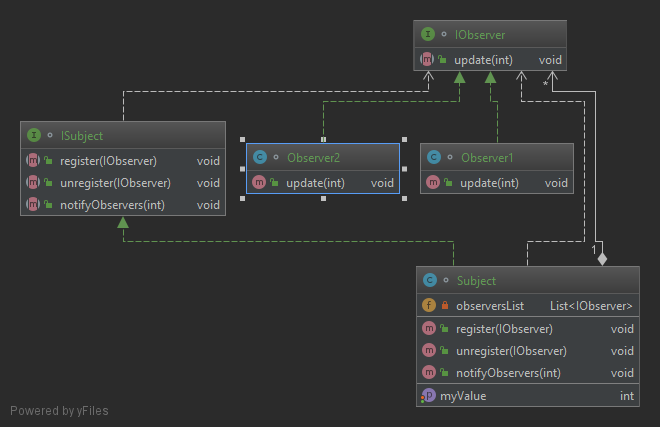 I IObserver
m update(int) void
*
I ISubject
m register(IObserver) void
m unregister(IObserver) void
m notifyObservers(int) void
C Observer2
m update(int) void
C Observer1
m update(int) void
1
C Subject
f observersList List<IObserver>
m register(IObserver) void
m unregister(IObserver) void
m notifyObservers(int) void
p myValue int
Powered by yFiles